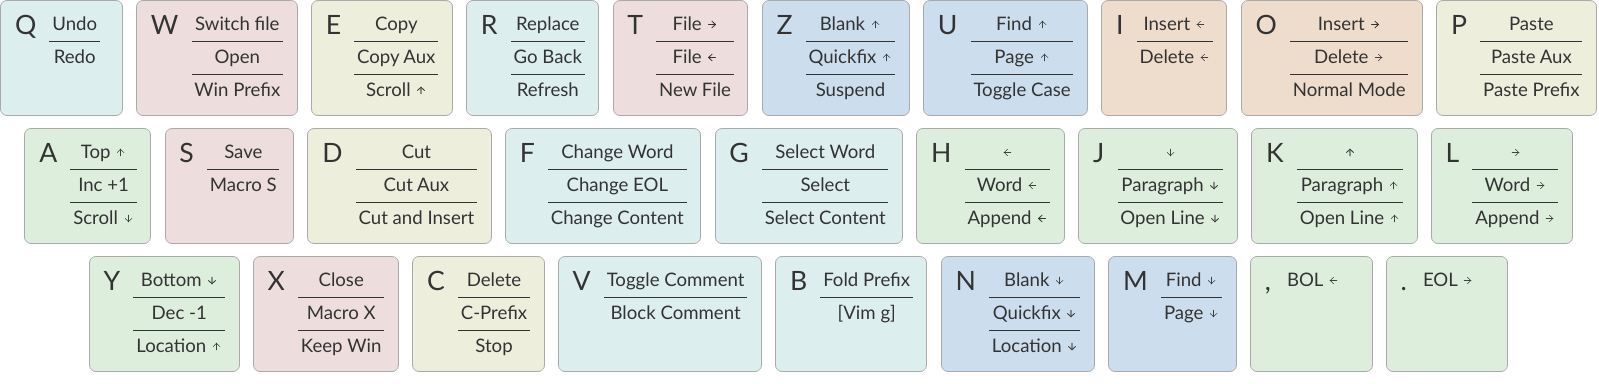 Q Undo
Redo
W Switch file
Open
Win Prefix
E Copy
Copy Aux
Scroll ↑
R Replace
Go Back
Refresh
T File →
File ←
New File
Z Blank ↑
Quickfix ↑
Suspend
U Find ↑
Page ↑
Toggle Case
I Insert ←
Delete ←
O Insert →
Delete →
Normal Mode
P Paste
Paste Aux
Paste Prefix
A Top ↑
Inc +1
Scroll ↓
S Save
Macro S
D Cut
Cut Aux
Cut and Insert
F Change Word
Change EOL
Change Content
G Select Word
Select
Select Content
H ←
Word ←
Append ←
J ↓
Paragraph ↓
Open Line ↓
K ↑
Paragraph ↑
Open Line ↑
L →
Word →
Append →
Y Bottom ↓
Dec -1
Location ↑
X Close
Macro X
Keep Win
C Delete
C-Prefix
Stop
V Toggle Comment
Block Comment
B Fold Prefix
[Vim g]
N Blank ↓
Quickfix ↓
Location ↓
M Find ↓
Page ↓
, BOL ←
. EOL →